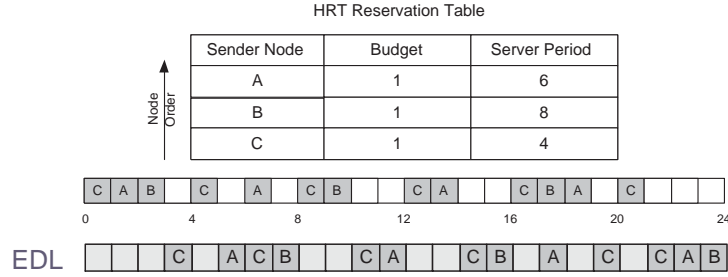 HRT Reservation Table
Sender Node Budget Server Period
A 1 6
B 1 8
C 1 4
Node
Order
C A B C A C B C A C B A C
0 4 8 12 16 20 24
EDL C A C B C A C B A C C A B